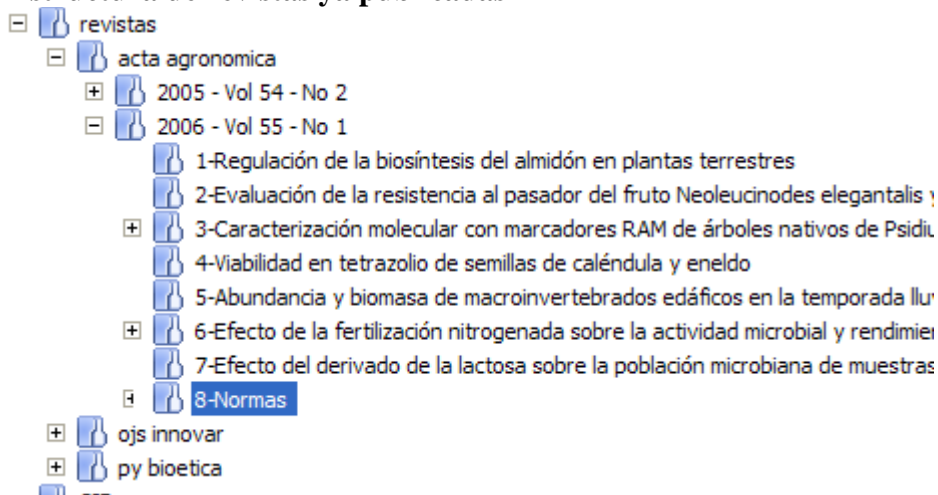 revistas
acta agronomica
2005 - Vol 54 - No 2
2006 - Vol 55 - No 1
1-Regulación de la biosíntesis del almidón en plantas terrestres
2-Evaluación de la resistencia al pasador del fruto Neoleucinodes elegantalis y
3-Caracterización molecular con marcadores RAM de árboles nativos de Psidiu
4-Viabilidad en tetrazolio de semillas de caléndula y eneldo
5-Abundancia y biomasa de macroinvertebrados edáficos en la temporada lluv
6-Efecto de la fertilización nitrogenada sobre la actividad microbial y rendimien
7-Efecto del derivado de la lactosa sobre la población microbiana de muestras
8-Normas
ojs innovar
py bioetica